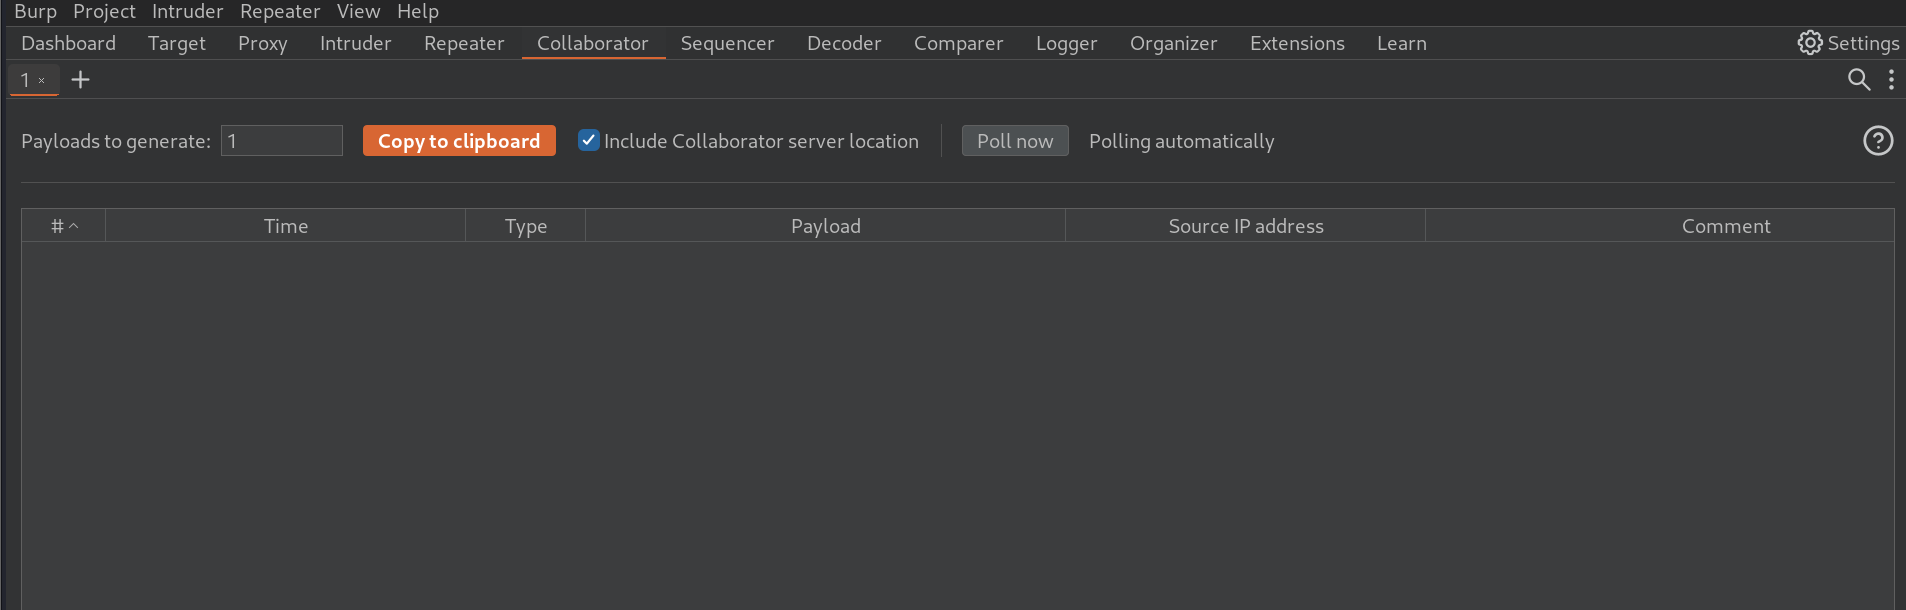 Burp Project Intruder Repeater View Help
Dashboard Target Proxy Intruder Repeater Collaborator Sequencer Decoder Comparer Logger Organizer Extensions Learn Settings
1 × +
Payloads to generate: 1 Copy to clipboard Include Collaborator server location Poll now Polling automatically ?
# ^ Time Type Payload Source IP address Comment